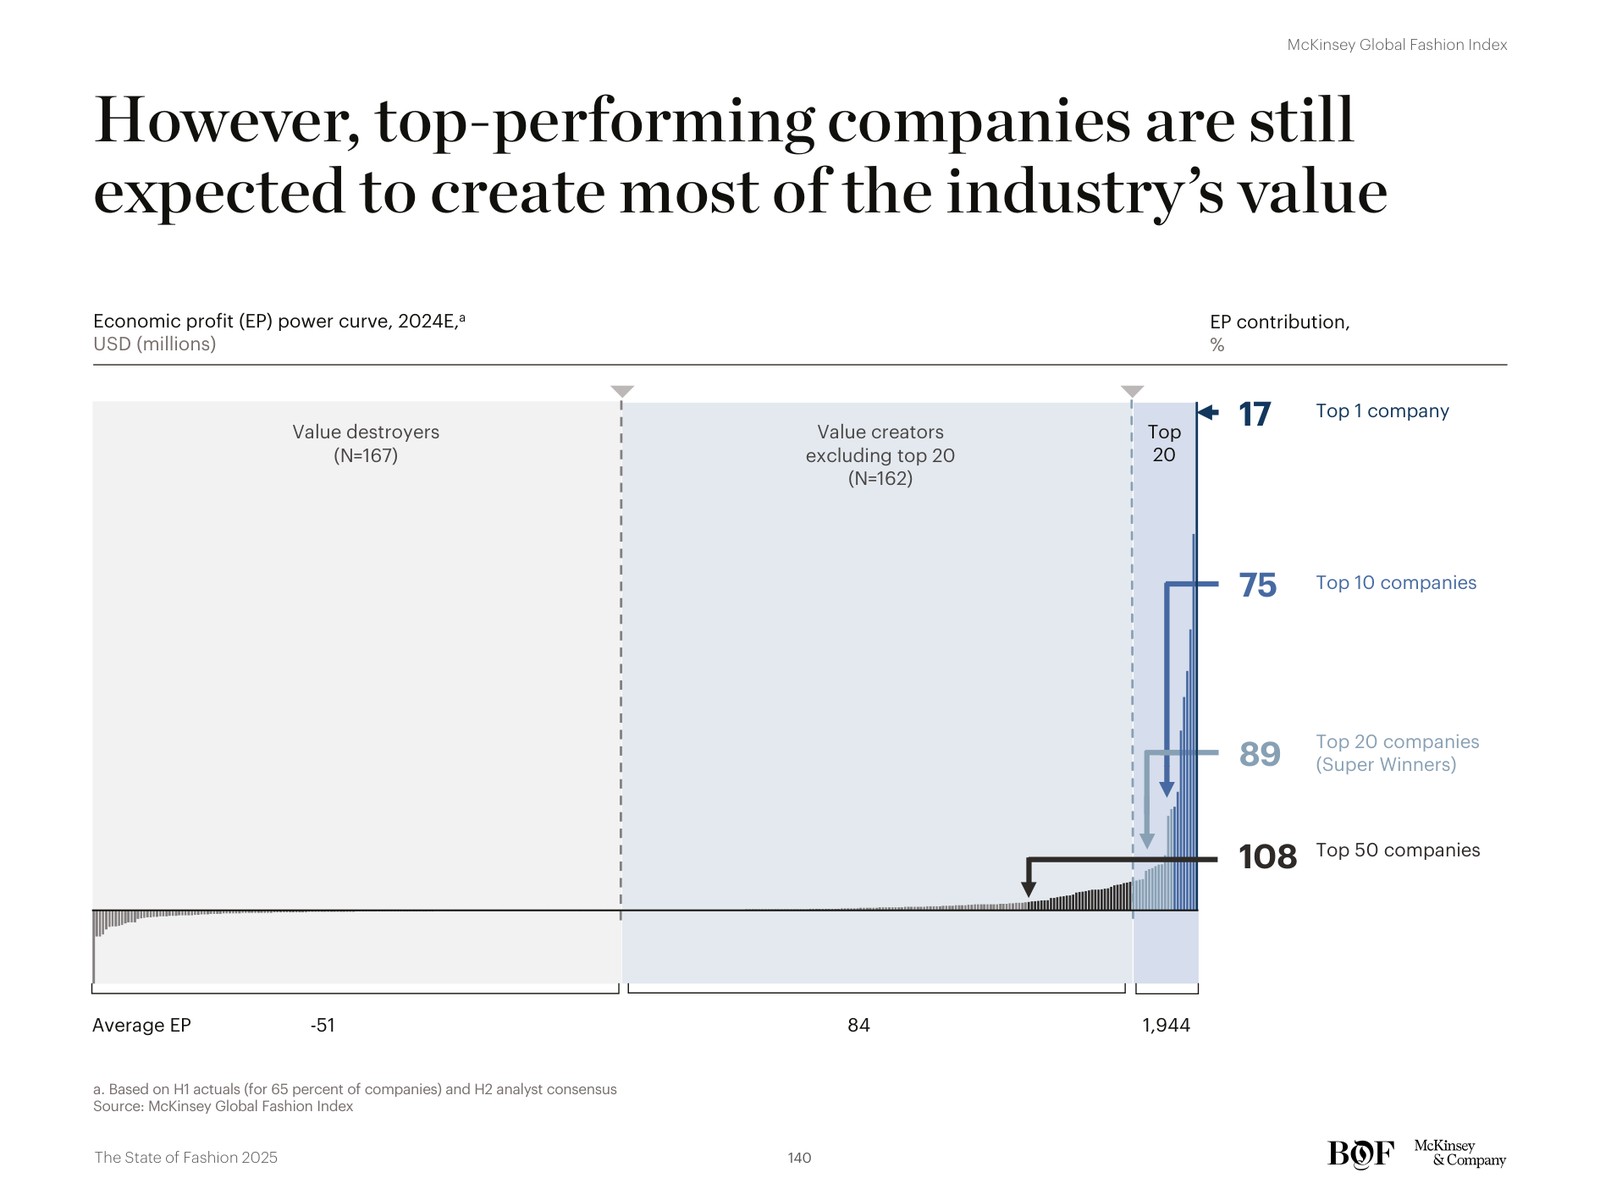 McKinsey Global Fashion Index
However, top-performing companies are still
expected to create most of the industry’s value
Economic profit (EP) power curve, 2024E,ᵃ
USD (millions)
EP contribution,
%
Value destroyers
(N=167)
Value creators
excluding top 20
(N=162)
Top
20
17 Top 1 company
75 Top 10 companies
89 Top 20 companies
(Super Winners)
108 Top 50 companies
Average EP -51 84 1,944
a. Based on H1 actuals (for 65 percent of companies) and H2 analyst consensus
Source: McKinsey Global Fashion Index
The State of Fashion 2025
140
BOF
McKinsey
& Company